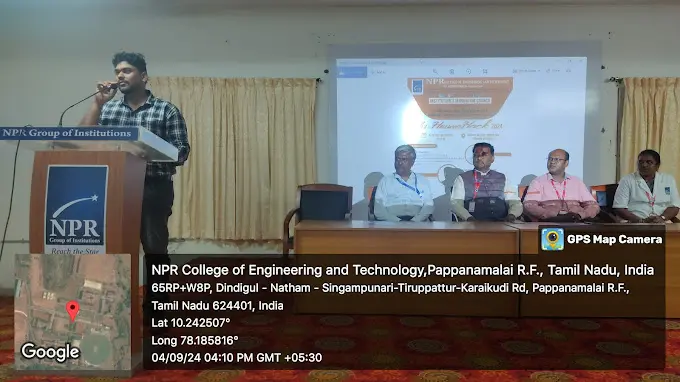 NPR
NPR Group of Institutions
NPR
Group of Institutions
Reach the Star
GPS Map Camera
NPR College of Engineering and Technology,Pappanamalai R.F., Tamil Nadu, India
65RP+W8P, Dindigul - Natham - Singampunari-Tiruppattur-Karaikudi Rd, Pappanamalai R.F.,
Tamil Nadu 624401, India
Lat 10.242507°
Long 78.185816°
04/09/24 04:10 PM GMT +05:30
Google